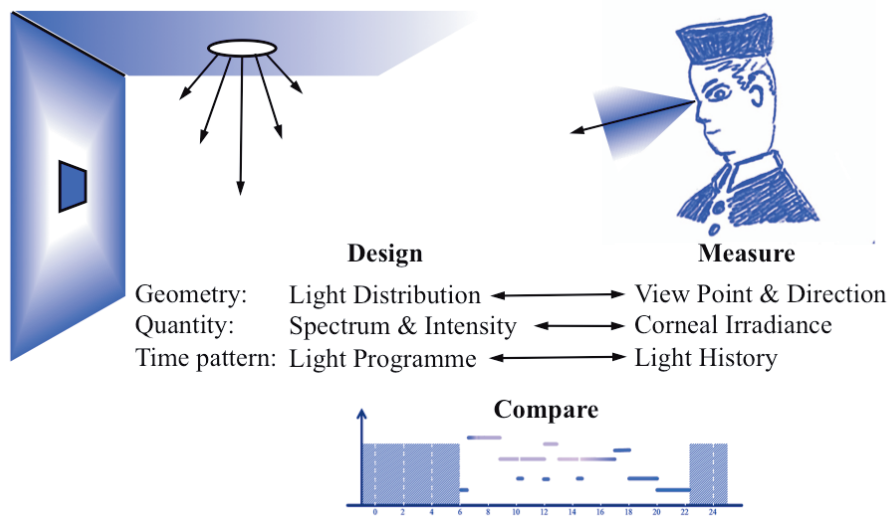 Design Measure
Geometry: Light Distribution View Point & Direction
Quantity: Spectrum & Intensity Corneal Irradiance
Time pattern: Light Programme Light History
Compare
0 2 4 6 8 10 12 14 16 18 20 22 24